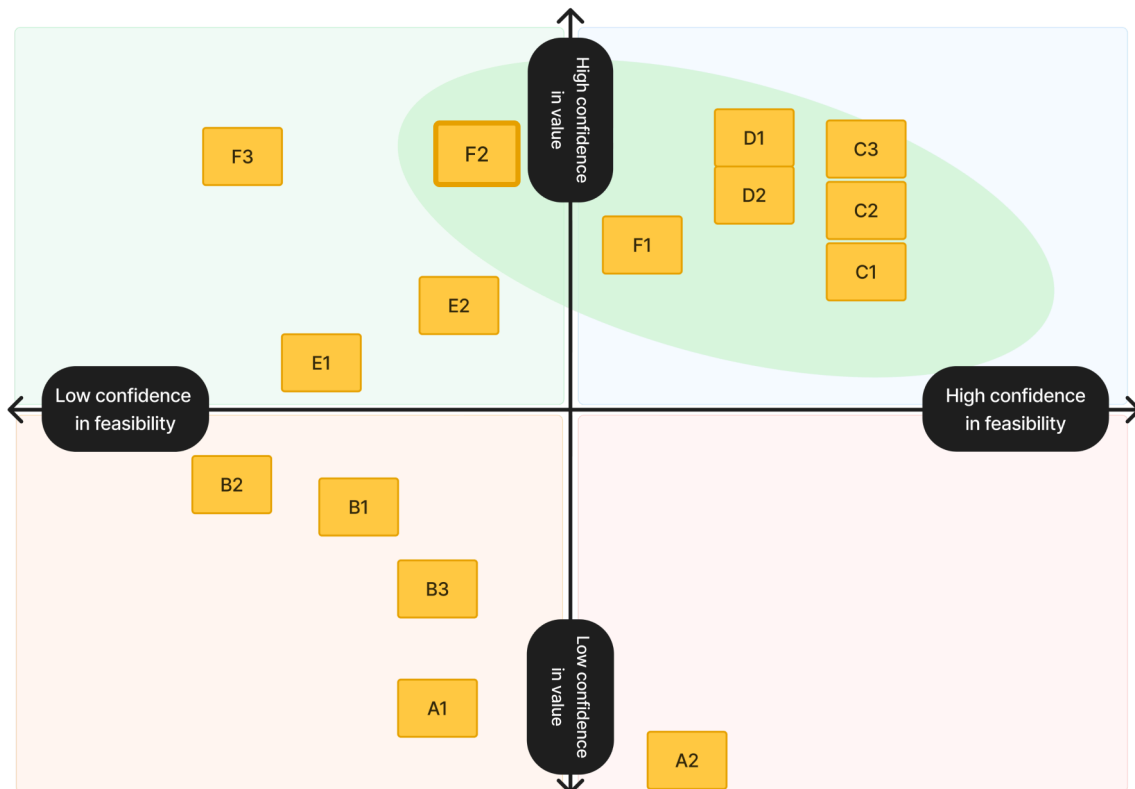 High confidence
in value
D1
C3
F3
F2
D2
C2
F1
C1
E2
E1
Low confidence
in feasibility
High confidence
in feasibility
B2
B1
B3
Low confidence
in value
A1
A2